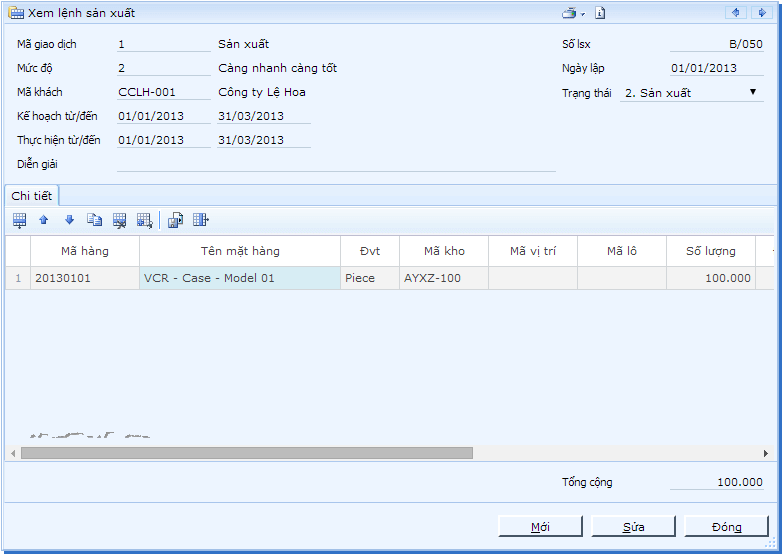 Xem lệnh sản xuất
Mã giao dịch 1 Sản xuất Số lsx B/050
Mức độ 2 Càng nhanh càng tốt Ngày lập 01/01/2013
Mã khách CCLH-001 Công ty Lệ Hoa Trạng thái 2. Sản xuất
Kế hoạch từ/đến 01/01/2013 31/03/2013
Thực hiện từ/đến 01/01/2013 31/03/2013
Diễn giải
Chi tiết
Mã hàng Tên mặt hàng Đvt Mã kho Mã vị trí Mã lô Số lượng
1 20130101 VCR - Case - Model 01 Piece AYXZ-100 100.000
Tổng cộng 100.000
Mới Sửa Đóng